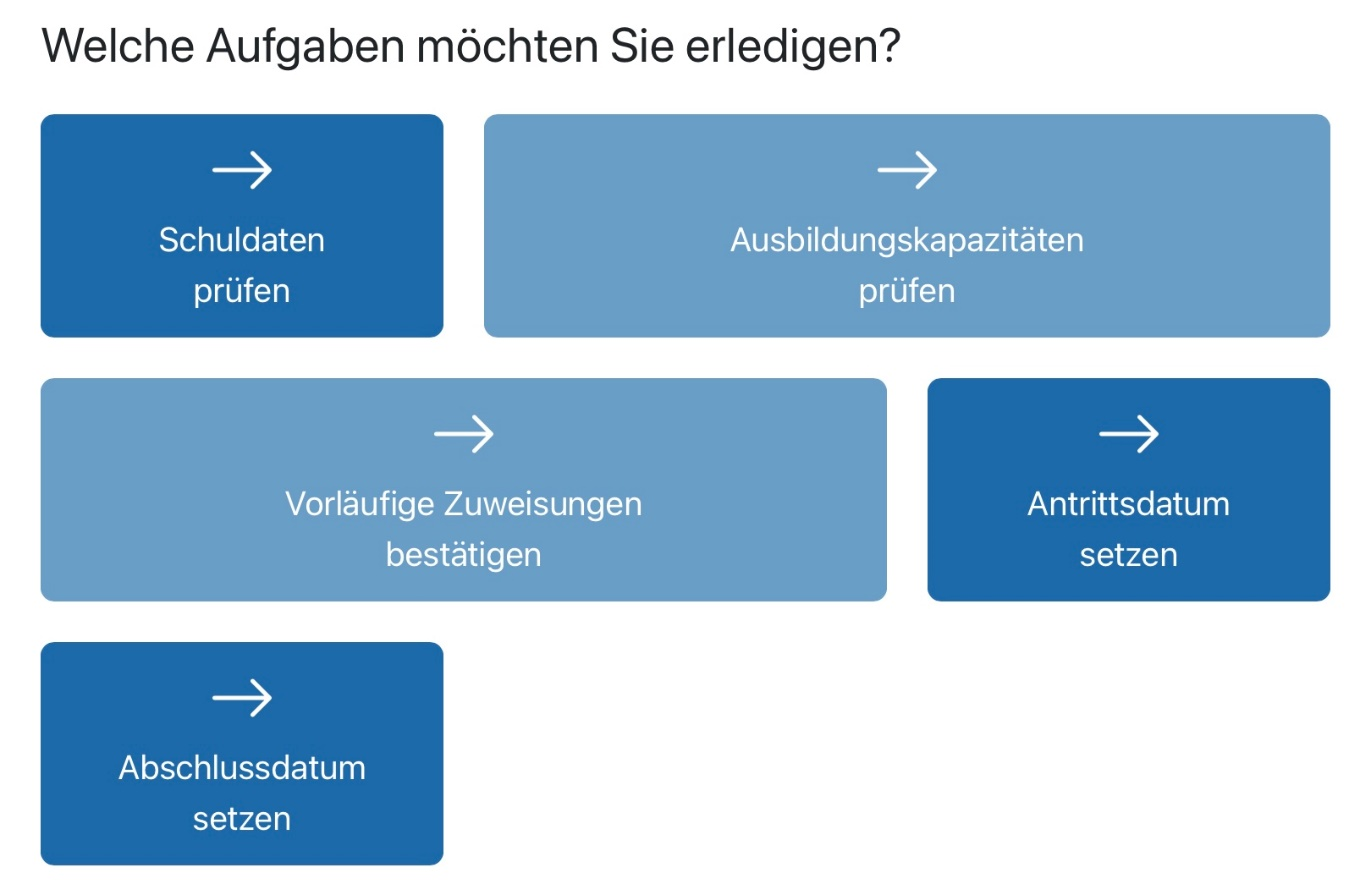 Welche Aufgaben möchten Sie erledigen?
Schuldaten
prüfen
Ausbildungskapazitäten
prüfen
Vorläufige Zuweisungen
bestätigen
Antrittsdatum
setzen
Abschlussdatum
setzen